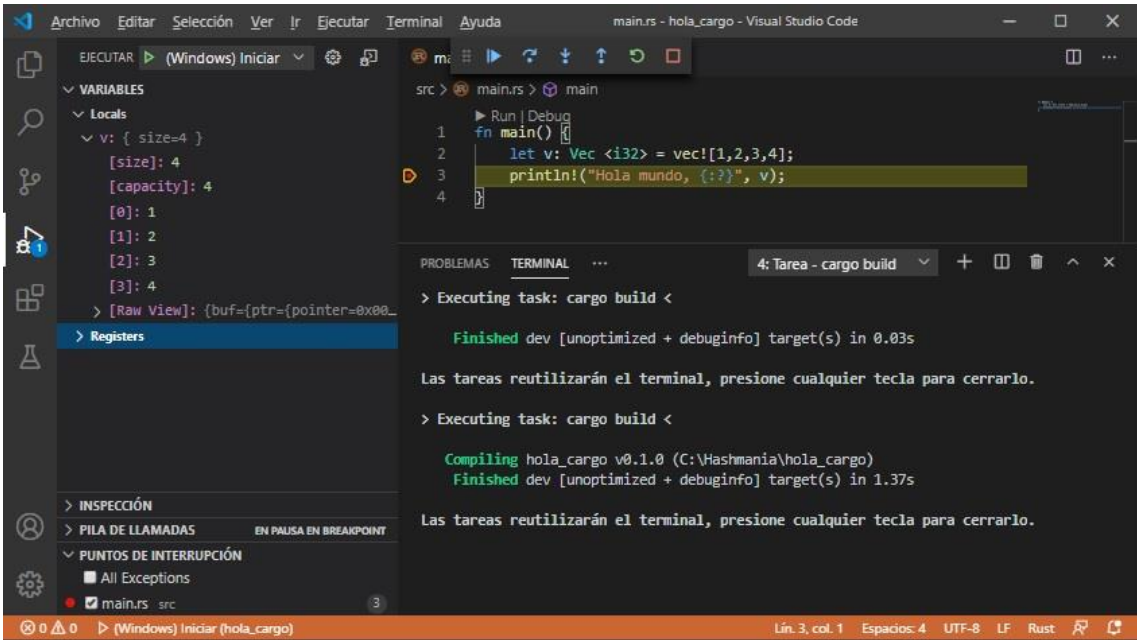 Archivo Editar Selección Ver Ir Ejecutar Terminal Ayuda main.rs - hola_cargo - Visual Studio Code
EJECUTAR (Windows) Iniciar
VARIABLES
Locals
v: { size=4 }
[size]: 4
[capacity]: 4
[0]: 1
[1]: 2
[2]: 3
[3]: 4
[Raw View]: {buf={ptr={pointer=0x00…
Registers
INSPECCIÓN
PILA DE LLAMADAS EN PAUSA EN BREAKPOINT
PUNTOS DE INTERRUPCIÓN
All Exceptions
main.rs src 3
1
src > main.rs > main
Run | Debug
1 fn main() {
2 let v: Vec <i32> = vec![1,2,3,4];
3 println!("Hola mundo, {:?}", v);
4 }
PROBLEMAS TERMINAL ··· 4: Tarea - cargo build
> Executing task: cargo build <
Finished dev [unoptimized + debuginfo] target(s) in 0.03s
Las tareas reutilizarán el terminal, presione cualquier tecla para cerrarlo.
> Executing task: cargo build <
Compiling hola_cargo v0.1.0 (C:\Hashmania\hola_cargo)
Finished dev [unoptimized + debuginfo] target(s) in 1.37s
Las tareas reutilizarán el terminal, presione cualquier tecla para cerrarlo.
0 0 (Windows) Iniciar (hola_cargo) Lín. 3, col. 1 Espacios: 4 UTF-8 LF Rust